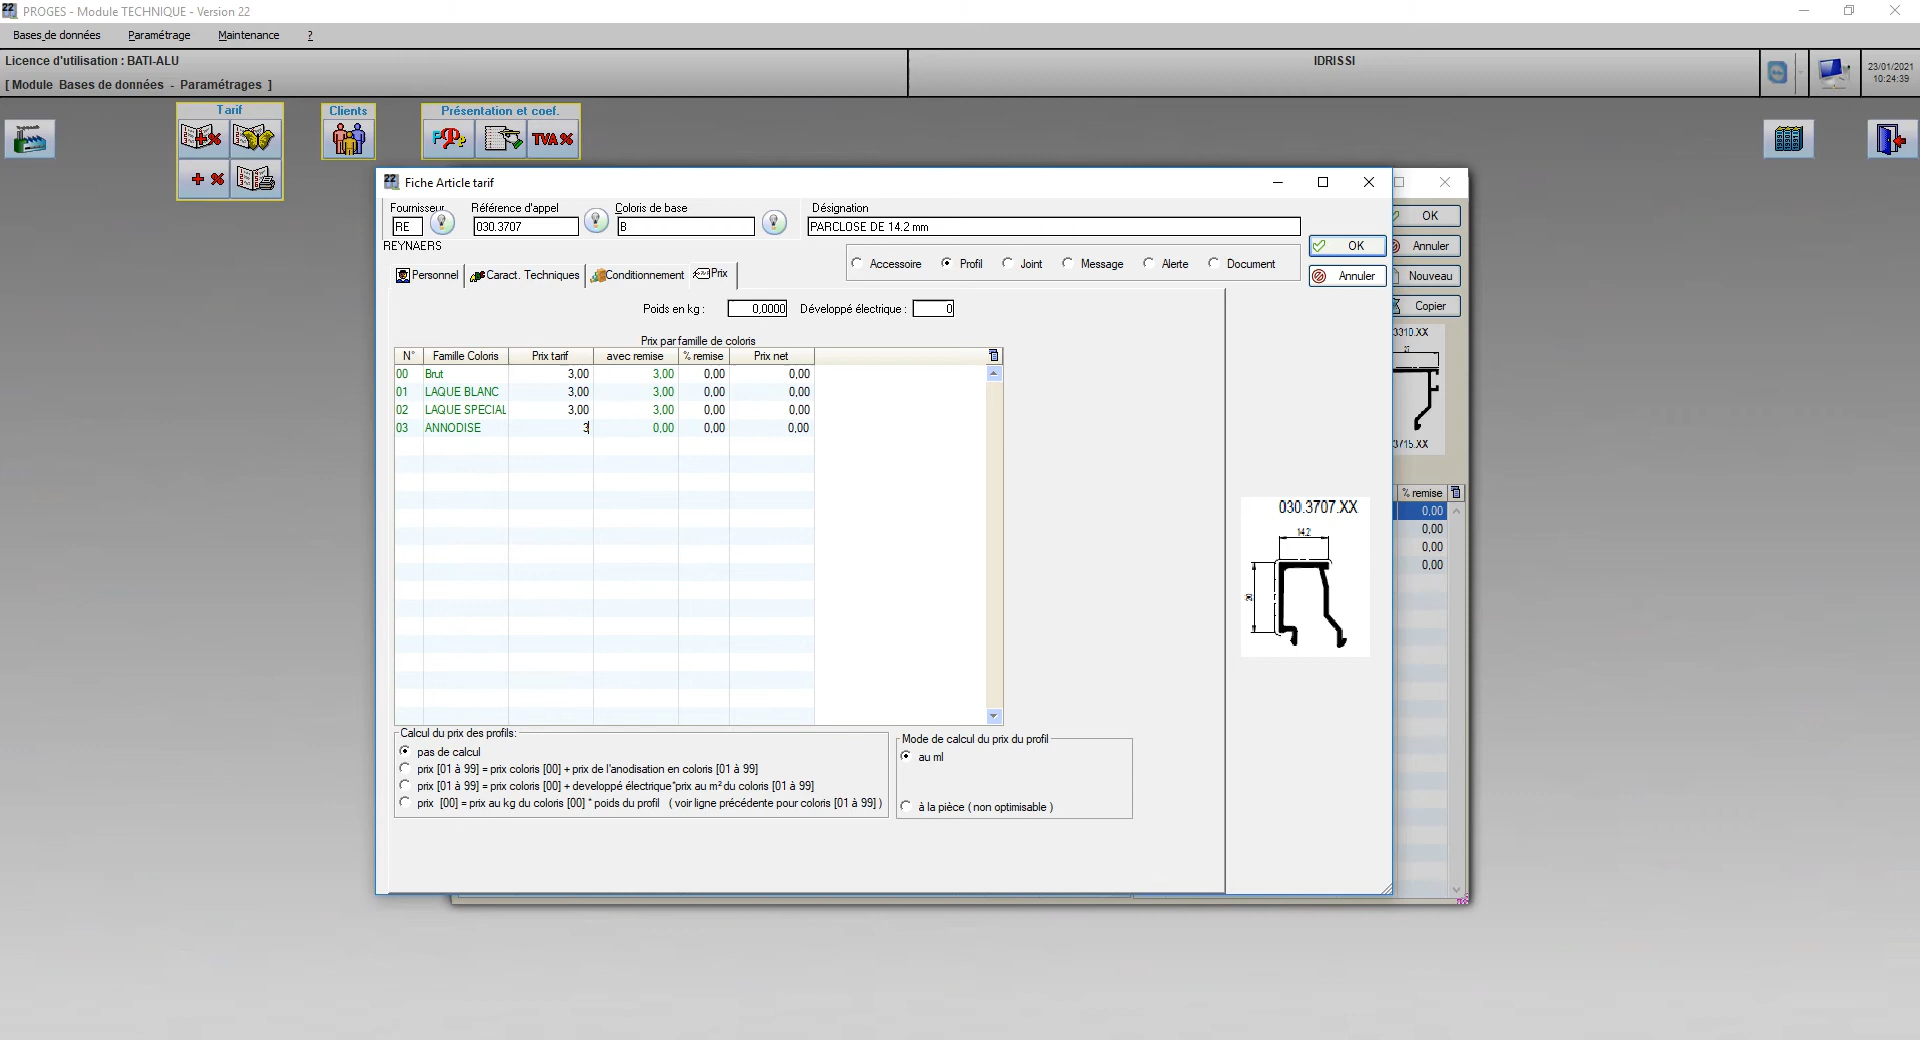 22 PROGES - Module TECHNIQUE - Version 22
Bases de données Paramétrage Maintenance ?
Licence d'utilisation : BATI-ALU
IDRISSI
[ Module Bases de données - Paramétrages ]
23/01/2021
10:24:39
Tarif
Clients
Présentation et coef.
TVA %
22 Fiche Article tarif
Fournisseur
Référence d'appel
Coloris de base
Désignation
RE
030.3707
B
PARCLOSE DE 14.2 mm
REYNAERS
Accessoire Profil Joint Message Alerte Document
OK
Annuler
OK
Annuler
Nouveau
Copier
Personnel Caract. Techniques Conditionnement Prix
Poids en kg : 0,0000 Développé électrique : 0
Prix par famille de coloris
N° Famille Coloris Prix tarif avec remise % remise Prix net
00 Brut 3,00 3,00 0,00 0,00
01 LAQUE BLANC 3,00 3,00 0,00 0,00
02 LAQUE SPECIAL 3,00 3,00 0,00 0,00
03 ANNODISE 3 0,00 0,00 0,00
3310.XX
27
3715.XX
% remise
0,00
0,00
0,00
0,00
030.3707.XX
14.2
20
Calcul du prix des profils:
pas de calcul
prix [01 à 99] = prix coloris [00] + prix de l'anodisation en coloris [01 à 99]
prix [01 à 99] = prix coloris [00] + developpé électrique*prix au m² du coloris [01 à 99]
prix [00] = prix au kg du coloris [00] * poids du profil ( voir ligne précédente pour coloris [01 à 99] )
Mode de calcul du prix du profil
au ml
à la pièce ( non optimisable )